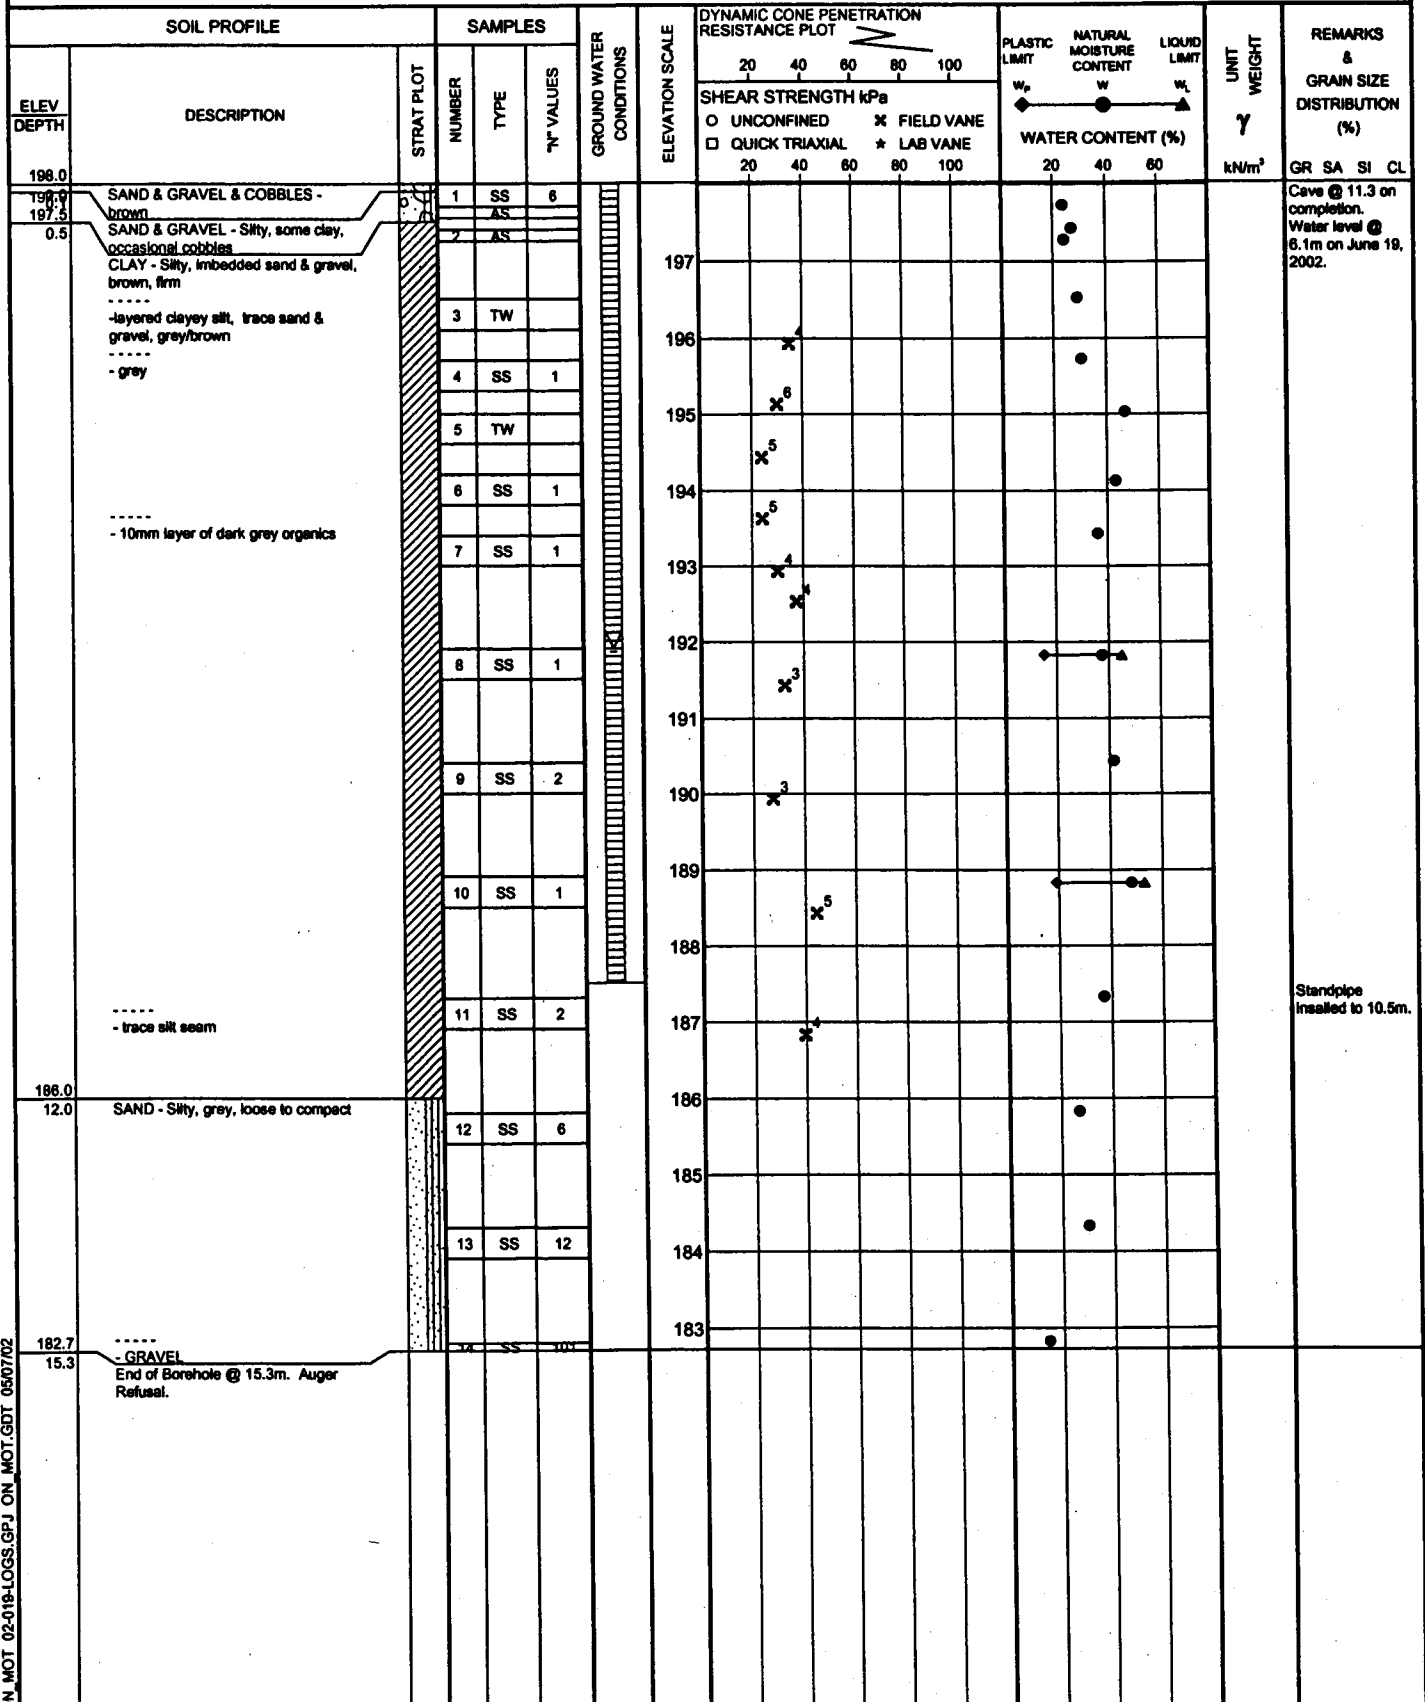 SOIL PROFILE
SAMPLES
GROUND WATER
CONDITIONS
ELEVATION SCALE
DYNAMIC CONE PENETRATION
RESISTANCE PLOT
20 40 60 80 100
SHEAR STRENGTH kPa
O UNCONFINED ✖ FIELD VANE
□ QUICK TRIAXIAL ★ LAB VANE
20 40 60 80 100
PLASTIC
LIMIT
NATURAL
MOISTURE
CONTENT
LIQUID
LIMIT
WP W WL
WATER CONTENT (%)
20 40 60
UNIT
WEIGHT
γ
kN/m³
REMARKS
&
GRAIN SIZE
DISTRIBUTION
(%)
GR SA SI CL
ELEV
DEPTH
DESCRIPTION
STRAT PLOT
NUMBER
TYPE
"N" VALUES
198.0
197.5
0.5
SAND & GRAVEL & COBBLES -
brown
SAND & GRAVEL - Silty, some clay,
occasional cobbles
CLAY - Silty, imbedded sand & gravel,
brown, firm
- - - - -
-layered clayey silt, trace sand &
gravel, grey/brown
- - - - -
- grey
- - - - -
- 10mm layer of dark grey organics
- - - - -
- trace silt seam
186.0
12.0
SAND - Silty, grey, loose to compact
182.7
15.3
- - - - -
- GRAVEL
End of Borehole @ 15.3m. Auger
Refusal.
1 SS 6
AS
2 AS
3 TW
4 SS 1
5 TW
6 SS 1
7 SS 1
8 SS 1
9 SS 2
10 SS 1
11 SS 2
12 SS 6
13 SS 12
14 SS
197
196
195
194
193
192
191
190
189
188
187
186
185
184
183
4
6
5
5
4
4
3
3
5
4
Cave @ 11.3 on
completion.
Water level @
6.1m on June 19,
2002.
Standpipe
insalled to 10.5m.
MOT 02-019-LOGS.GPJ ON_MOT.GDT 05/07/02